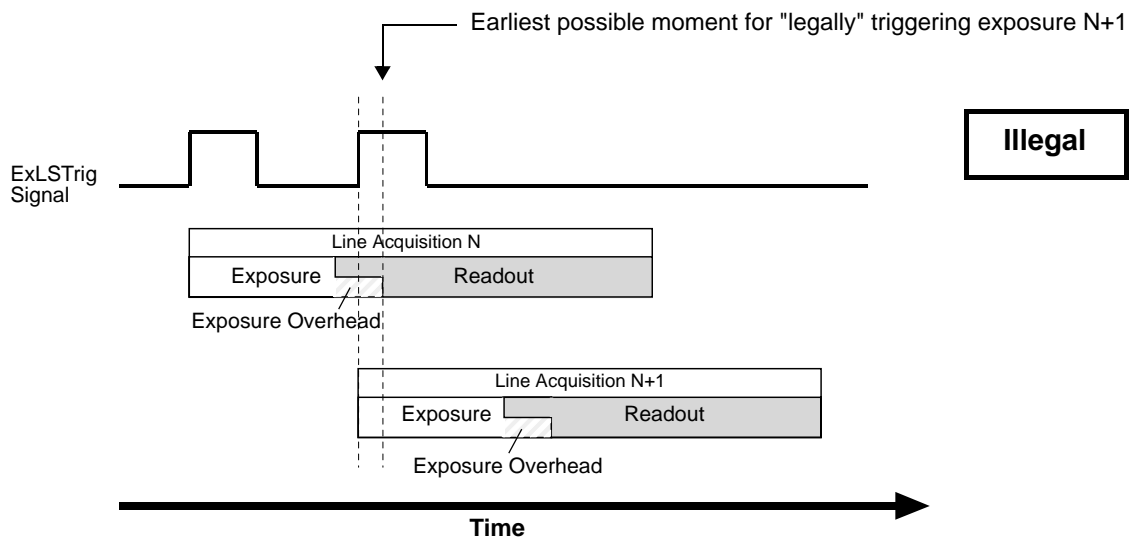 Earliest possible moment for "legally" triggering exposure N+1
Illegal
ExLSTrig
Signal
Line Acquisition N
Exposure
Readout
Exposure Overhead
Line Acquisition N+1
Exposure
Readout
Exposure Overhead
Time